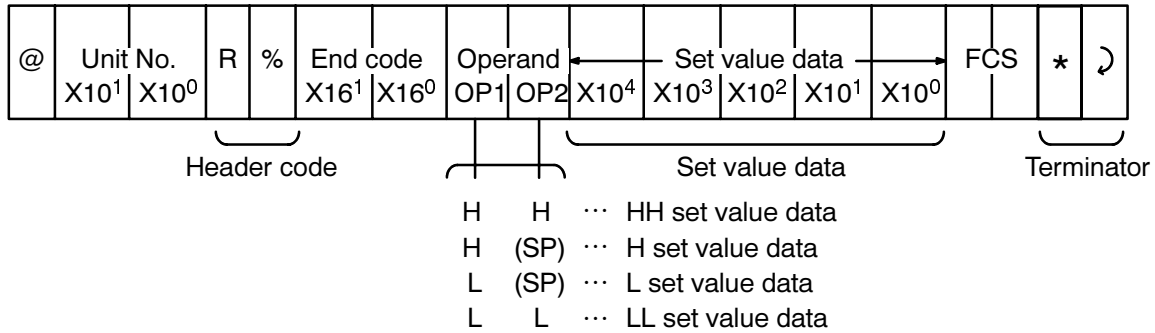 @ Unit No. R % End code Operand Set value data FCS * ⤸
X10¹ X10⁰ X16¹ X16⁰ OP1 OP2 X10⁴ X10³ X10² X10¹ X10⁰
Header code Set value data Terminator
H H ··· HH set value data
H (SP) ··· H set value data
L (SP) ··· L set value data
L L ··· LL set value data